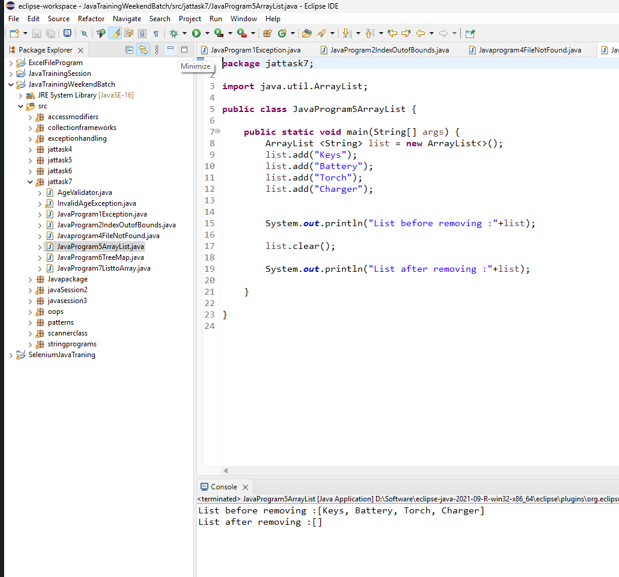 eclipse-workspace - JavaTrainingWeekendBatch/src/jattask7/JavaProgram5ArrayList.java - Eclipse IDE
File Edit Source Refactor Navigate Search Project Run Window Help
Package Explorer
Minimize
ExcelFileProgram
JavaTrainingSession
JavaTrainingWeekendBatch
JRE System Library [JavaSE-16]
src
accessmodifiers
collectionframeworks
exceptionhandling
jattask4
jattask5
jattask6
jattask7
AgeValidator.java
InvalidAgeException.java
JavaProgram1Exception.java
JavaProgram2IndexOutofBounds.java
Javaprogram4FileNotFound.java
JavaProgram5ArrayList.java
JavaProgram6TreeMap.java
JavaProgram7ListtoArray.java
Javapackage
javaSession2
javasession3
oops
patterns
scannerclass
stringprograms
SeleniumJavaTraning
JavaProgram1Exception.java JavaProgram2IndexOutofBounds.java Javaprogram4FileNotFound.java
package jattask7;
2
3 import java.util.ArrayList;
4
5 public class JavaProgram5ArrayList {
6
7 public static void main(String[] args) {
8 ArrayList <String> list = new ArrayList<>();
9 list.add("Keys");
10 list.add("Battery");
11 list.add("Torch");
12 list.add("Charger");
13
14
15 System.out.println("List before removing :"+list);
16
17 list.clear();
18
19 System.out.println("List after removing :"+list);
20
21 }
22
23 }
24
Console
<terminated> JavaProgram5ArrayList [Java Application] D:\Software\eclipse-java-2021-09-R-win32-x86_64\eclipse\plugins\org.eclips
List before removing :[Keys, Battery, Torch, Charger]
List after removing :[]